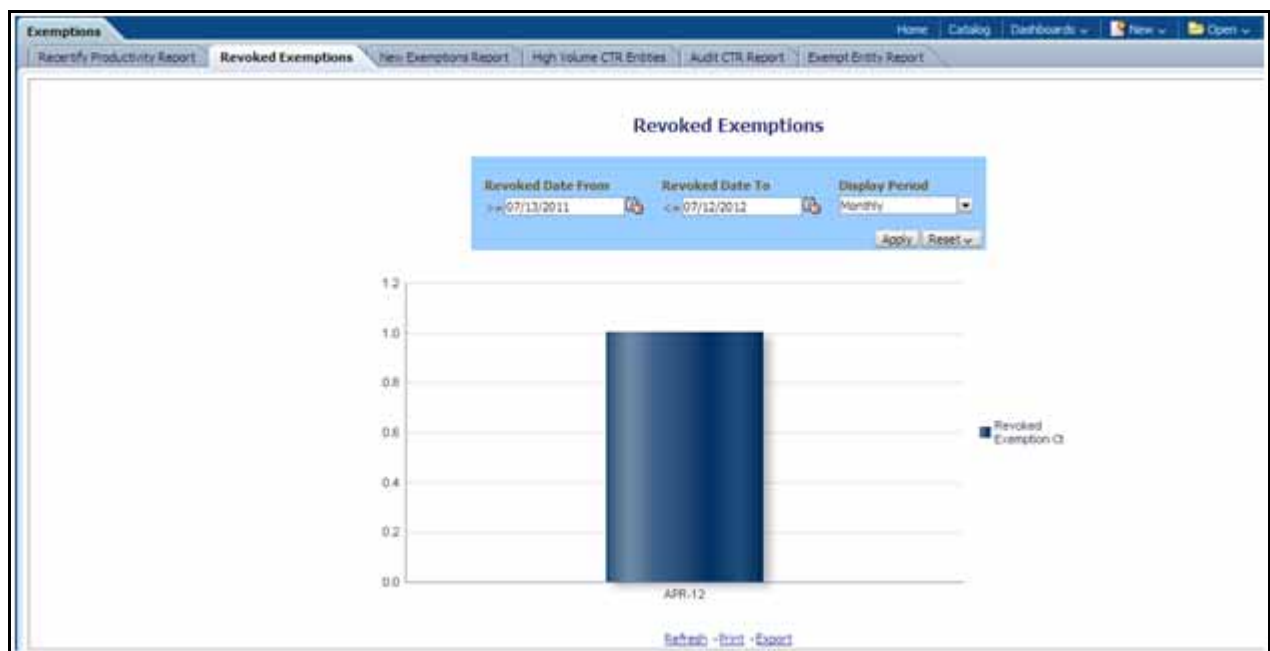 Exemptions
Home Catalog Dashboards New Open
Recertify Productivity Report Revoked Exemptions New Exemptions Report High Volume CTR Entities Audit CTR Report Exempt Entity Report
Revoked Exemptions
Revoked Date From Revoked Date To Display Period
>= 07/13/2011 <= 07/12/2012 Monthly
Apply Reset
1.2
1.0
0.8
0.6
0.4
0.2
0.0
Revoked
Exemption Ct
APR-12
Refresh - Print - Export